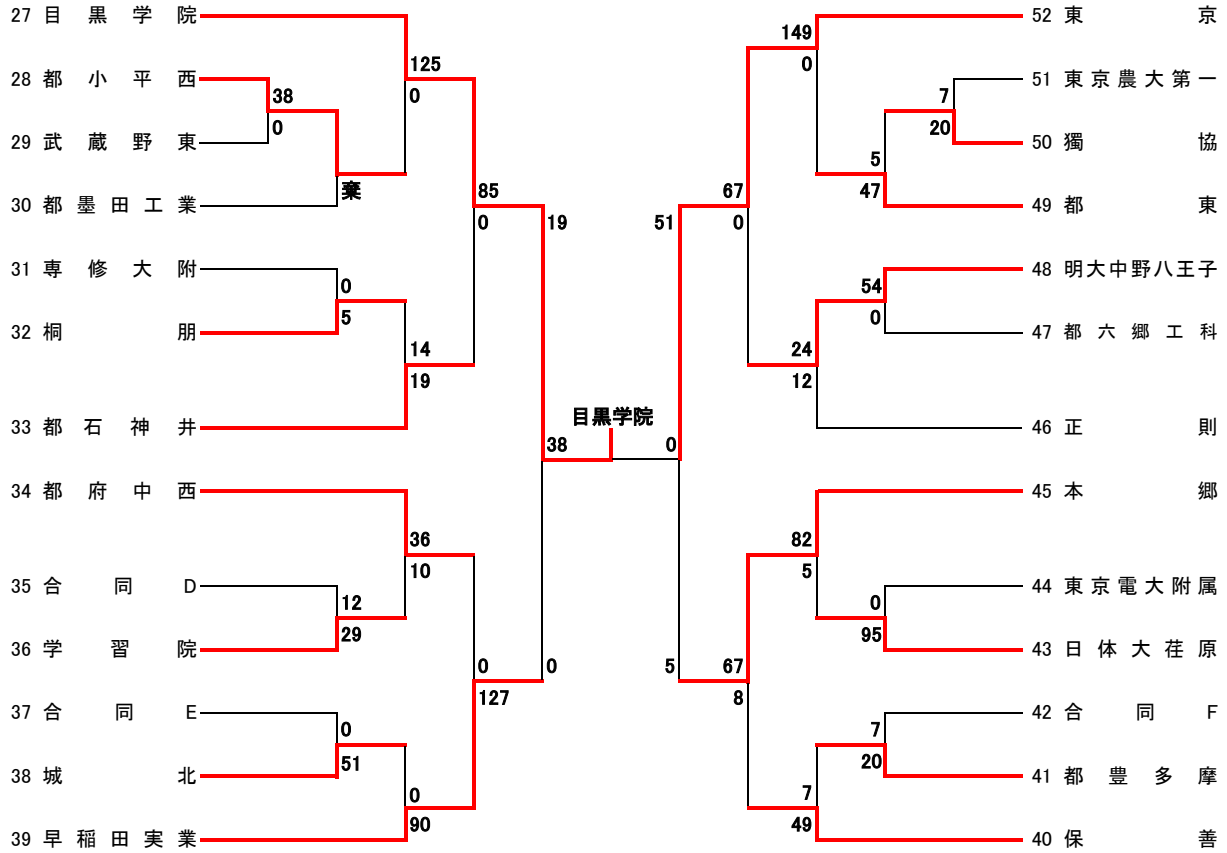 27 目黒学院
28 都小平西
29 武蔵野東
30 都墨田工業
31 専修大附
32 桐朋
33 都石神井
34 都府中西
35 合同D
36 学習院
37 合同E
38 城北
39 早稲田実業
125
0
38
0
棄
85
0
19
0
5
14
19
38
36
10
12
29
0
127
0
0
51
0
90
目黒学院
149
0
7
20
5
47
67
0
51
54
0
24
12
0
82
5
0
95
5
67
8
7
20
7
49
52 東京
51 東京農大第一
50 獨協
49 都東
48 明大中野八王子
47 都六郷工科
46 正則
45 本郷
44 東京電大附属
43 日体大荏原
42 合同F
41 都豊多摩
40 保善